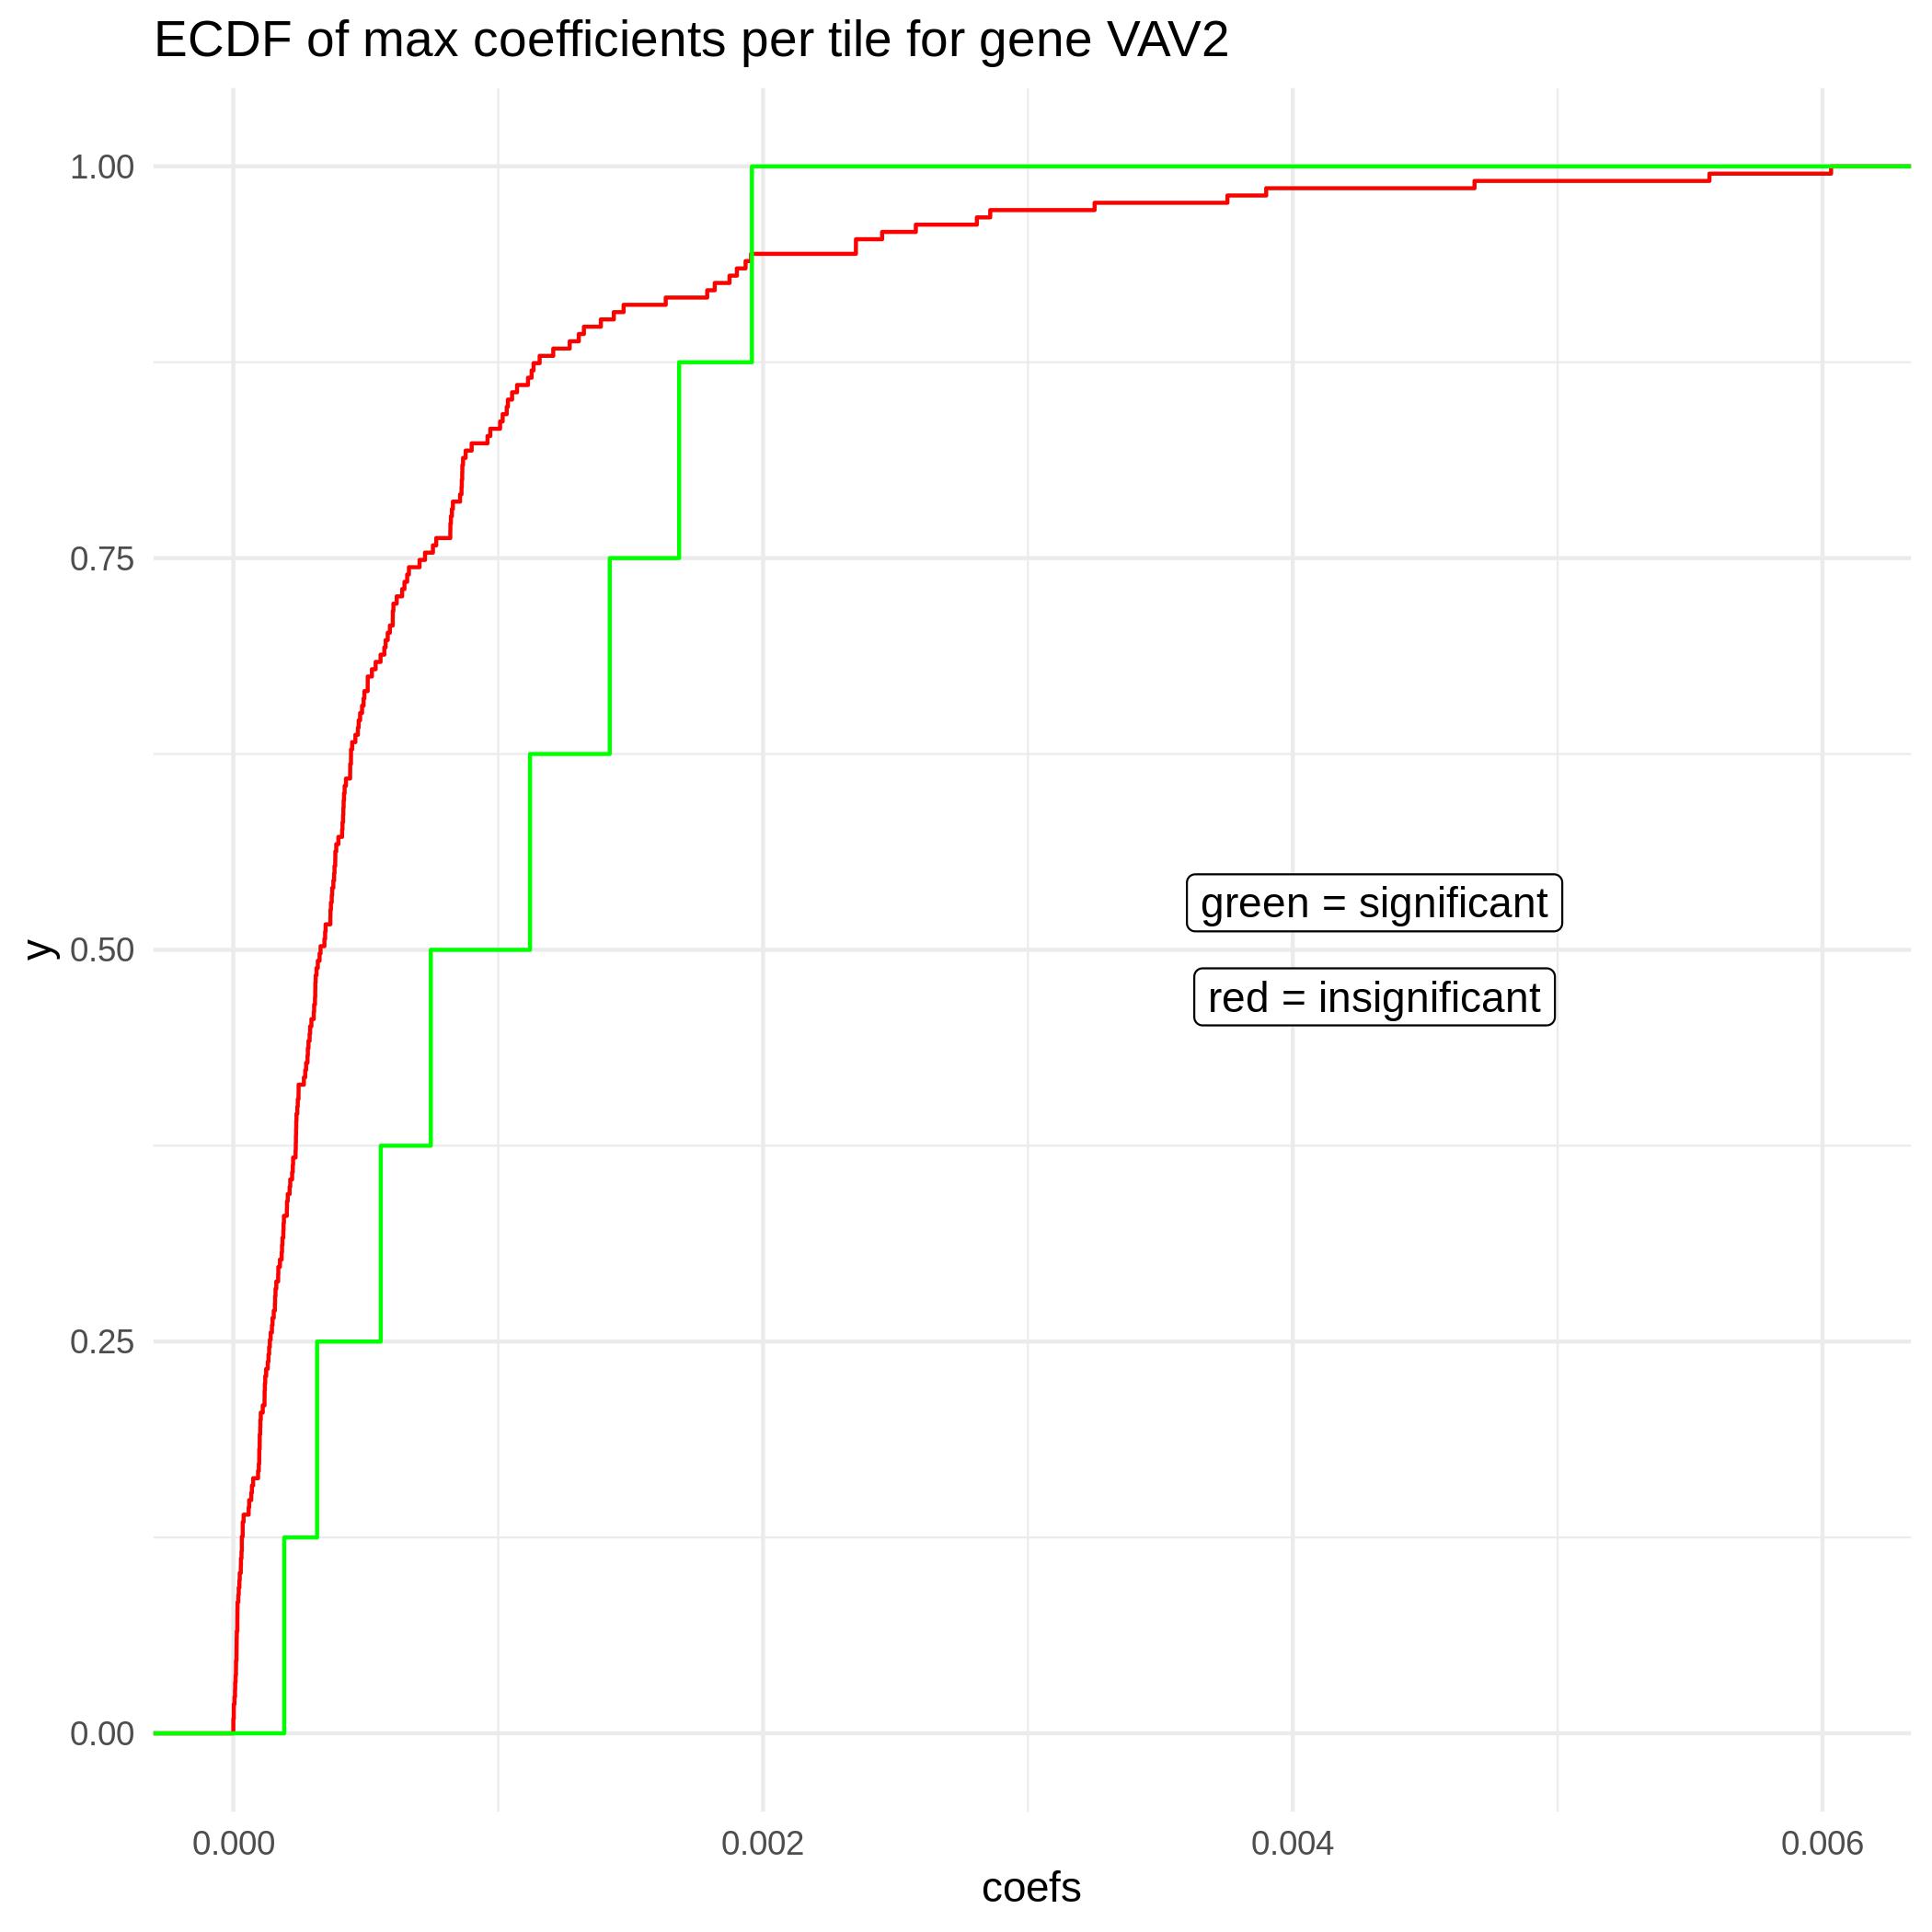 ECDF of max coefficients per tile for gene VAV2
1.00
0.75
0.50
0.25
0.00
y
green = significant
red = insignificant
0.000 0.002 0.004 0.006
coefs